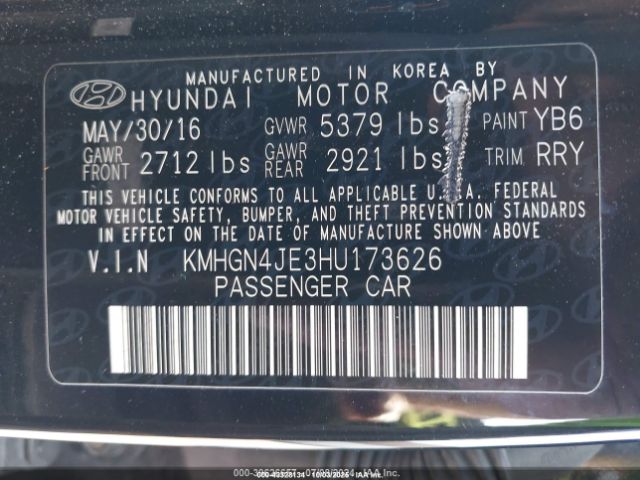 MANUFACTURED IN KOREA BY
HYUNDAI MOTOR COMPANY
MAY/30/16 GVWR 5379 lbs PAINT YB6
GAWR FRONT 2712 lbs GAWR REAR 2921 lbs TRIM RRY
THIS VEHICLE CONFORMS TO ALL APPLICABLE U.S.A. FEDERAL
MOTOR VEHICLE SAFETY, BUMPER, AND THEFT PREVENTION STANDARDS
IN EFFECT ON THE DATE OF MANUFACTURE SHOWN ABOVE
V.I.N KMHGN4JE3HU173626
PASSENGER CAR